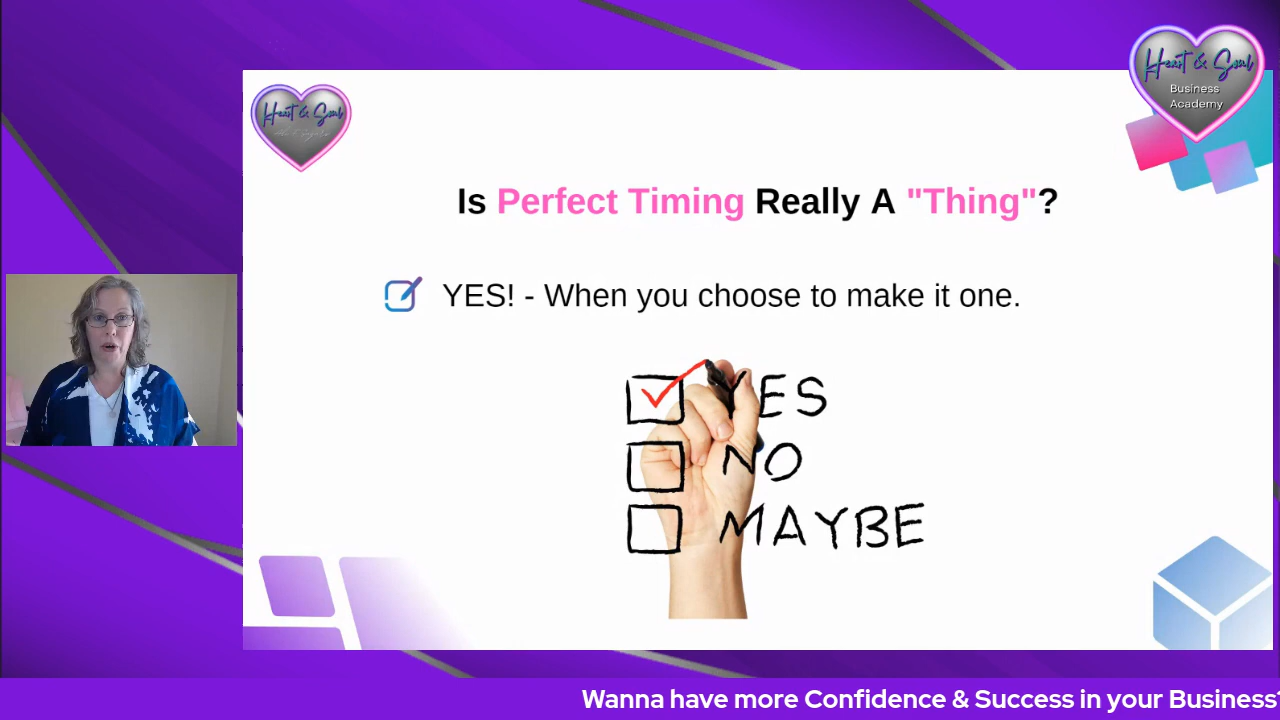 Heart & Soul
Business
Academy
Heart & Soul
Is Perfect Timing Really A "Thing"?
YES! - When you choose to make it one.
YES
NO
MAYBE
Wanna have more Confidence & Success in your Business?